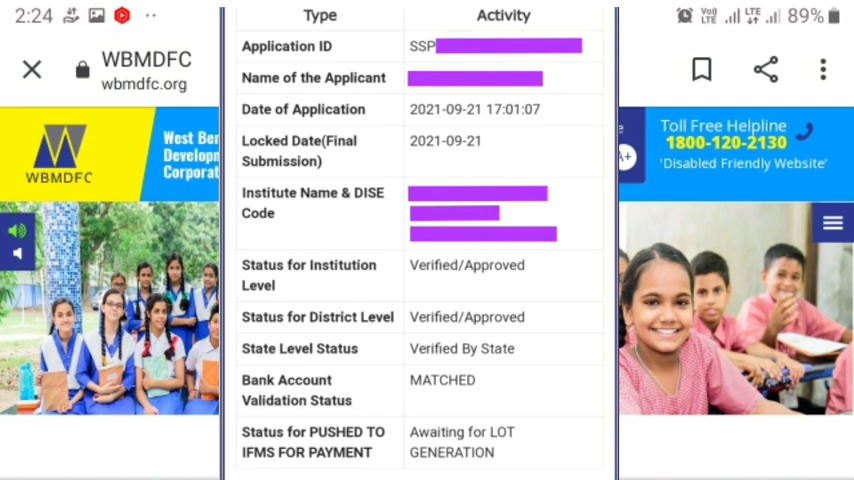 2:24
Vo)
LTE
LTE
89%
WBMDFC
wbmdfc.org
WBMDFC
West Ben
Developn
Corporat
Type Activity
Application ID SSP
Name of the Applicant
Date of Application 2021-09-21 17:01:07
Locked Date(Final
Submission) 2021-09-21
Institute Name & DISE
Code
Status for Institution
Level Verified/Approved
Status for District Level Verified/Approved
State Level Status Verified By State
Bank Account
Validation Status MATCHED
Status for PUSHED TO Awaiting for LOT
IFMS FOR PAYMENT GENERATION
e
A+
Toll Free Helpline
1800-120-2130
'Disabled Friendly Website'